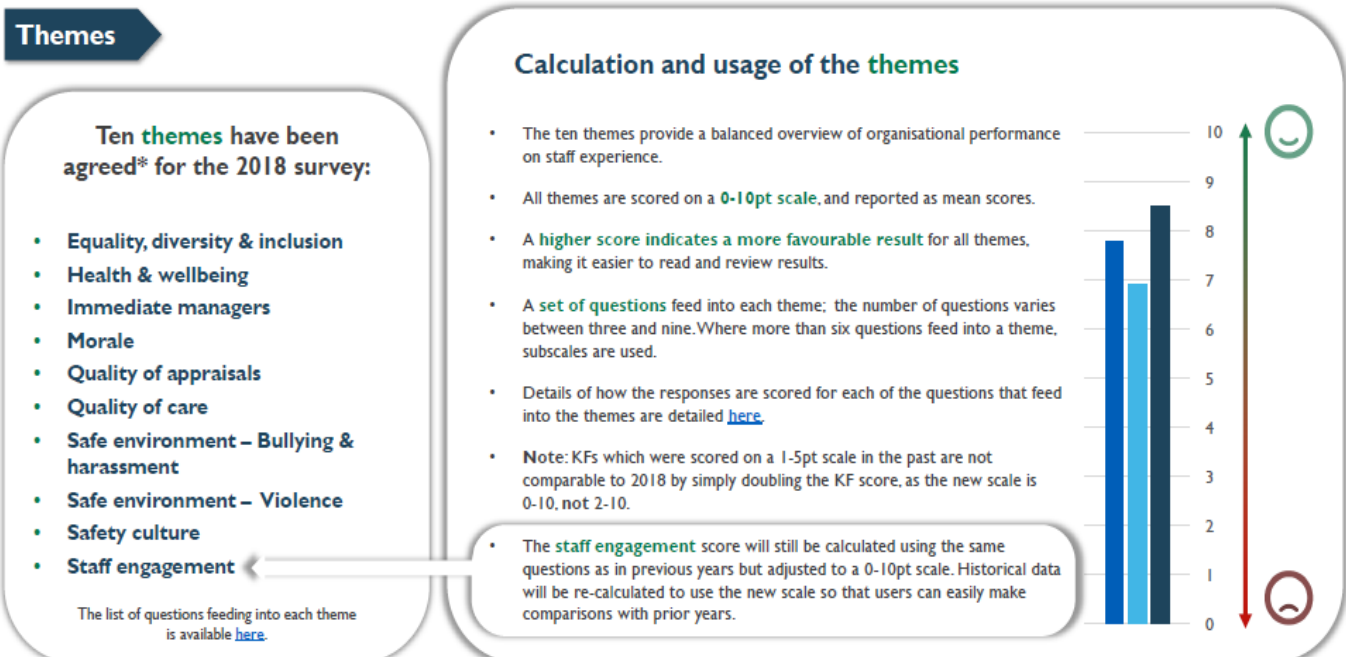 Themes
Ten themes have been
agreed* for the 2018 survey:
• Equality, diversity & inclusion
• Health & wellbeing
• Immediate managers
• Morale
• Quality of appraisals
• Quality of care
• Safe environment – Bullying &
harassment
• Safe environment – Violence
• Safety culture
• Staff engagement
The list of questions feeding into each theme
is available here.
Calculation and usage of the themes
• The ten themes provide a balanced overview of organisational performance
on staff experience.
• All themes are scored on a 0-10pt scale, and reported as mean scores.
• A higher score indicates a more favourable result for all themes,
making it easier to read and review results.
• A set of questions feed into each theme; the number of questions varies
between three and nine. Where more than six questions feed into a theme,
subscales are used.
• Details of how the responses are scored for each of the questions that feed
into the themes are detailed here.
• Note: KFs which were scored on a 1-5pt scale in the past are not
comparable to 2018 by simply doubling the KF score, as the new scale is
0-10, not 2-10.
• The staff engagement score will still be calculated using the same
questions as in previous years but adjusted to a 0-10pt scale. Historical data
will be re-calculated to use the new scale so that users can easily make
comparisons with prior years.
10
9
8
7
6
5
4
3
2
1
0